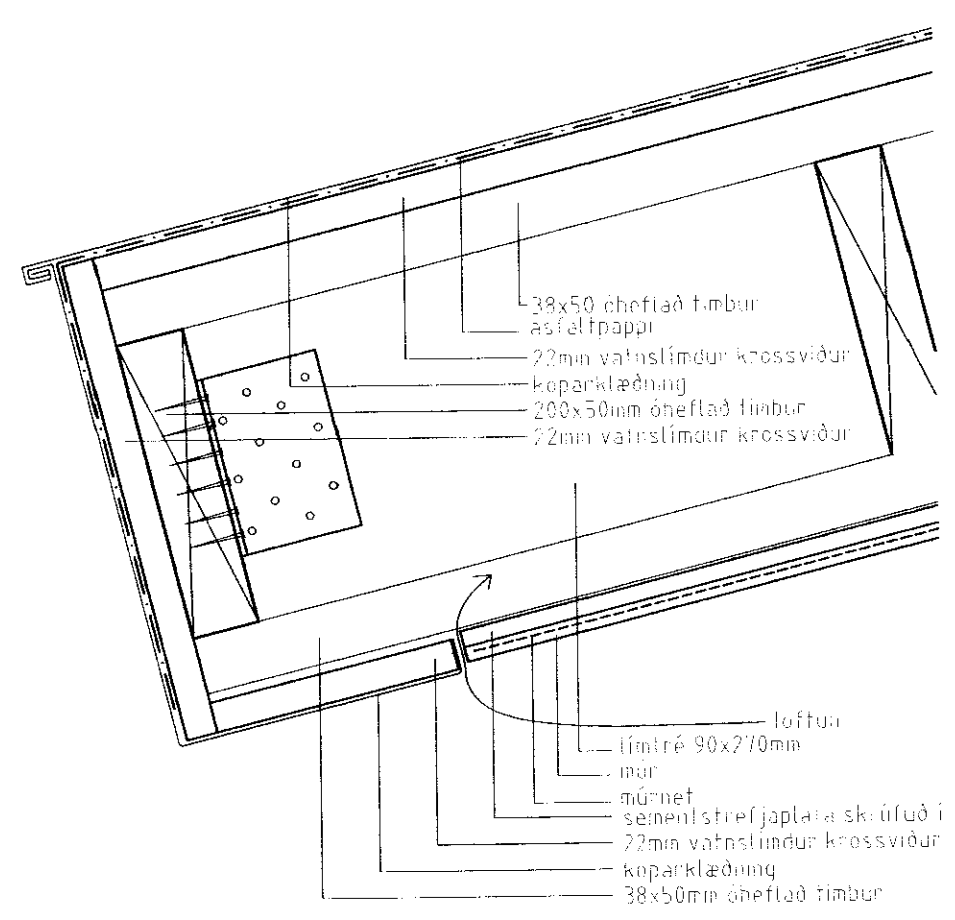 38x50 óheflað timbur
asfaltpappi
22mm vatnslímdur krossviður
koparklæðning
200x50mm óheflað timbur
22mm vatnslímdur krossviður
loftun
límtré 90x270mm
múr
múrnet
sementstrefjaplata skrúfuð í
22mm vatnslímdur krossviður
koparklæðning
38x50mm óheflað timbur